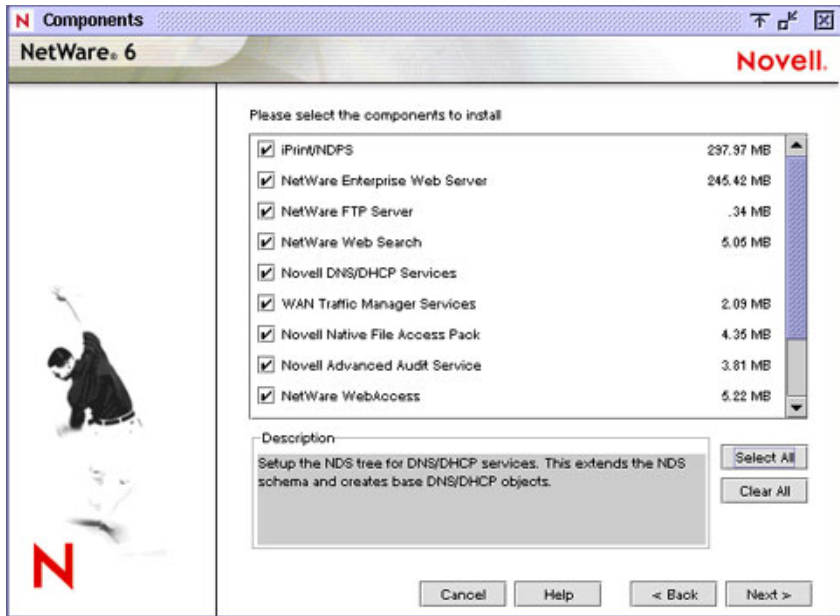 N Components
NetWare® 6
Novell.
Please select the components to install
iPrint/NDPS 297.97 MB
NetWare Enterprise Web Server 245.42 MB
NetWare FTP Server .34 MB
NetWare Web Search 5.05 MB
Novell DNS/DHCP Services
WAN Traffic Manager Services 2.09 MB
Novell Native File Access Pack 4.35 MB
Novell Advanced Audit Service 3.81 MB
NetWare WebAccess 5.22 MB
Description
Setup the NDS tree for DNS/DHCP services. This extends the NDS
schema and creates base DNS/DHCP objects.
Select All
Clear All
N
Cancel Help < Back Next >